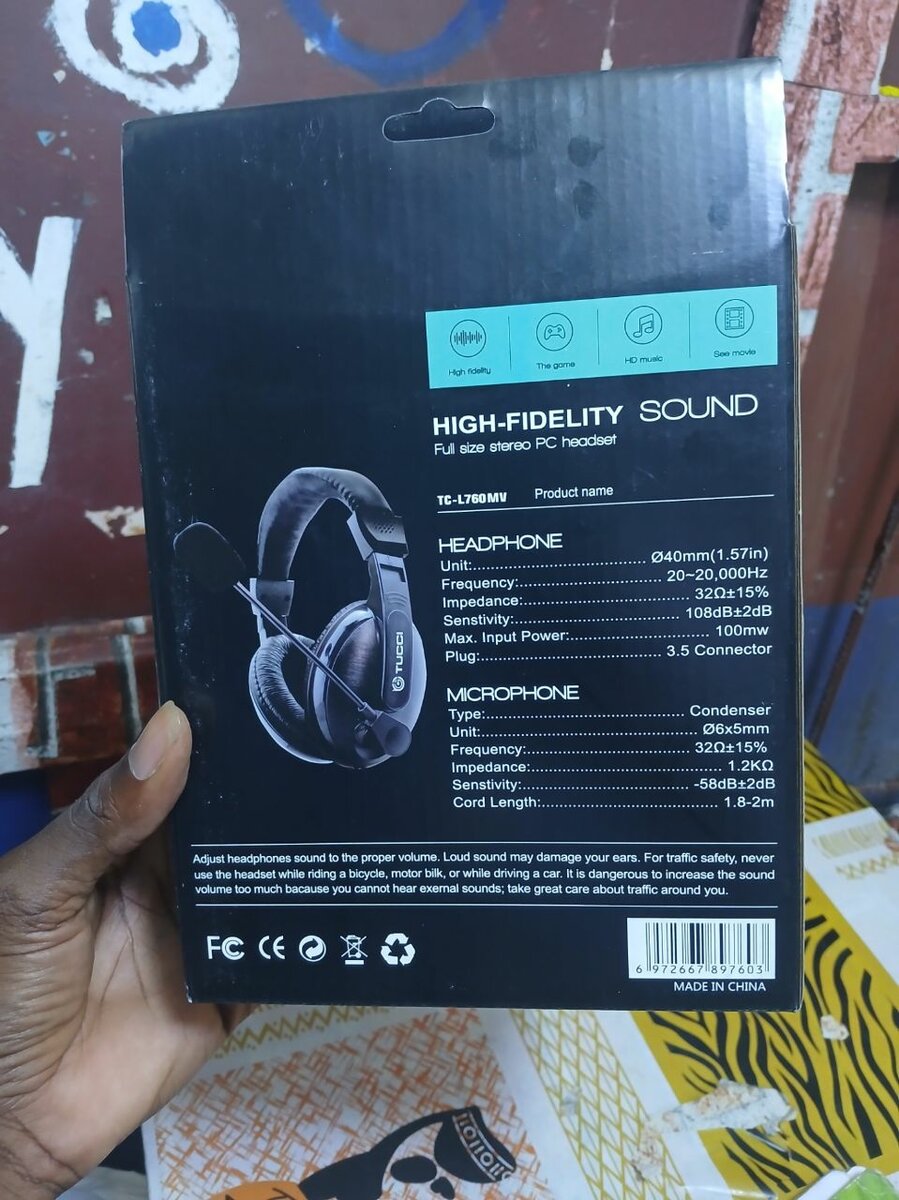 Y
High fidelity The game HD music See movie
HIGH-FIDELITY SOUND
Full size stereo PC headset
TC-L760MV Product name
HEADPHONE
Unit:.................................. Ø40mm(1.57in)
Frequency:........................... 20~20,000Hz
Impedance:................................ 32Ω±15%
Senstivity:................................ 108dB±2dB
Max. Input Power:........................... 100mw
Plug:.................................... 3.5 Connector
MICROPHONE
Type:........................................ Condenser
Unit:............................................ Ø6x5mm
Frequency:................................ 32Ω±15%
Impedance:...................................... 1.2KΩ
Senstivity:................................. -58dB±2dB
Cord Length:................................... 1.8-2m
TUCCI
Adjust headphones sound to the proper volume. Loud sound may damage your ears. For traffic safety, never
use the headset while riding a bicycle, motor bilk, or while driving a car. It is dangerous to increase the sound
volume too much bacause you cannot hear exernal sounds; take great care about traffic around you.
FC CE
6 972667 897603
MADE IN CHINA